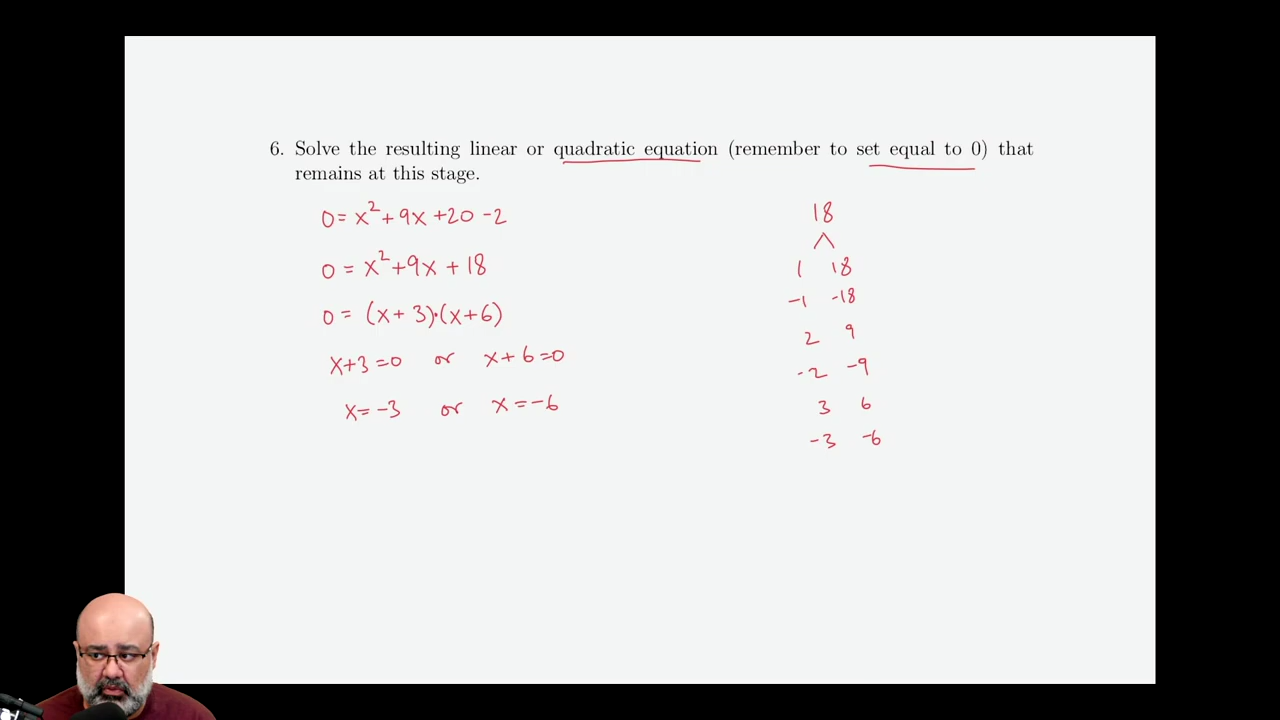 6. Solve the resulting linear or quadratic equation (remember to set equal to 0) that
remains at this stage.
0 = x² + 9x + 20 - 2
0 = x² + 9x + 18
0 = (x + 3)·(x + 6)
x + 3 = 0 or x + 6 = 0
x = -3 or x = -6
18
1 18
-1 -18
2 9
-2 -9
3 6
-3 -6